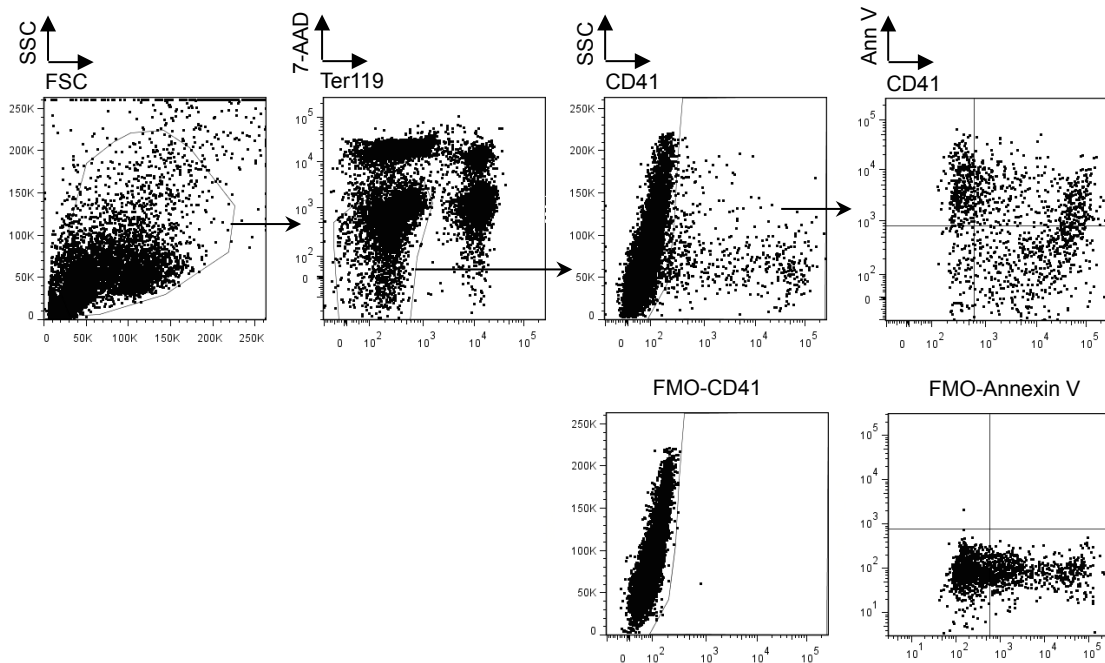 SSC
FSC
7-AAD
Ter119
SSC
CD41
Ann V
CD41
250K
200K
150K
100K
50K
0
0 50K 100K 150K 200K 250K
10^5
10^4
10^3
10^2
0
0 10^2 10^3 10^4 10^5
250K
200K
150K
100K
50K
0
0 10^2 10^3 10^4 10^5
10^5
10^4
10^3
10^2
0
0 10^2 10^3 10^4 10^5
FMO-CD41
FMO-Annexin V
250K
200K
150K
100K
50K
0
0 10^2 10^3 10^4 10^5
10^5
10^4
10^3
10^2
10^1
10^1 10^2 10^3 10^4 10^5